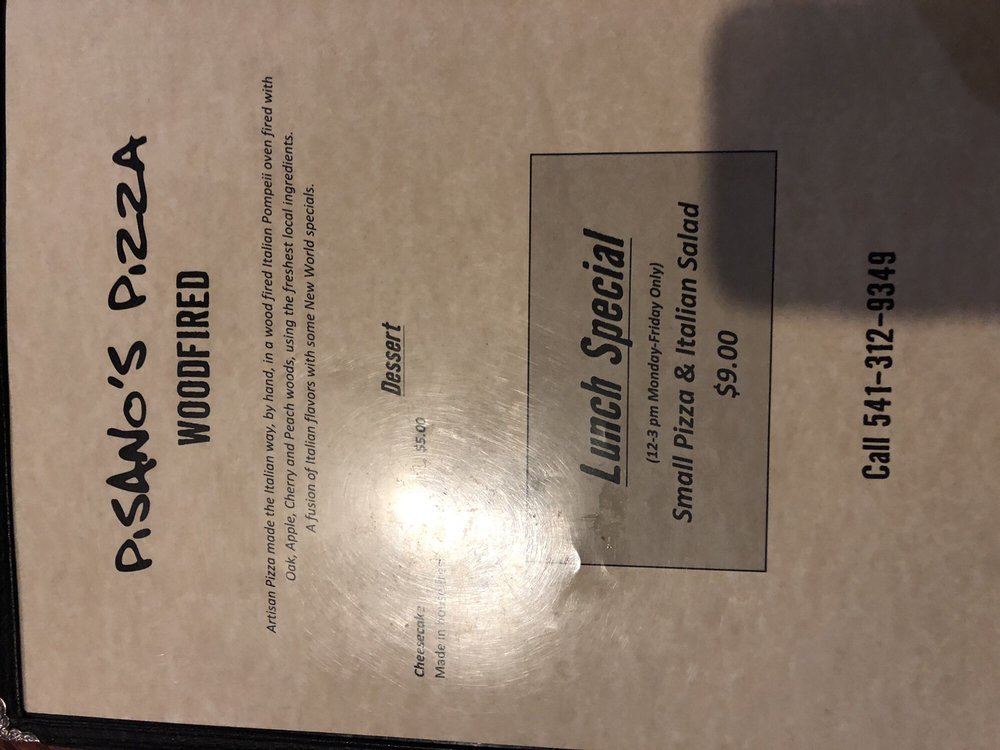 PiSANO'S PiZZA
WOODFIRED
Artisan Pizza made the Italian way, by hand, in a wood fired Italian Pompeii oven fired with
Oak, Apple, Cherry and Peach woods, using the freshest local ingredients.
A fusion of Italian flavors with some New World specials.
Dessert
Cheesecake $5.00
Made in house
Lunch Special
(12-3 pm Monday-Friday Only)
Small Pizza & Italian Salad
$9.00
Call 541-312-9349